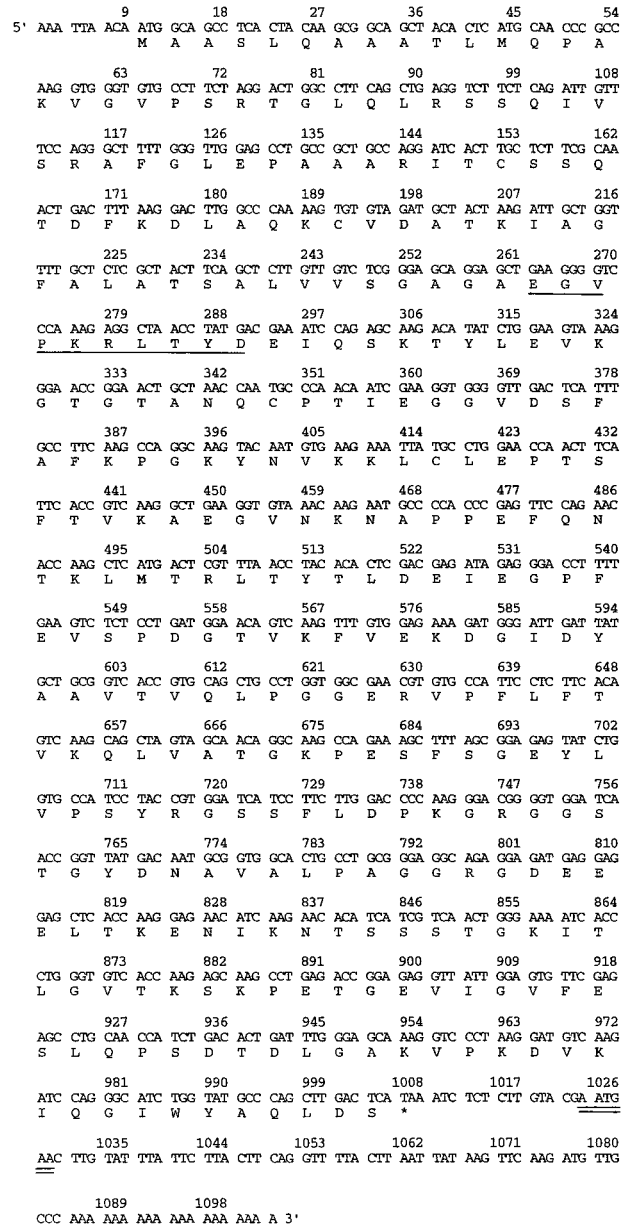 9 18 27 36 45 54
5' AAA TTA ACA ATG GCA GCC TCA CTA CAA GCG GCA GCT ACA CTC ATG CAA CCC GCC
M A A S L Q A A A T L M Q P A
63 72 81 90 99 108
AAG GTG GGT GTG CCT TCT AGG ACT GGC CTT CAG CTG AGG TCT TCT CAG ATT GTT
K V G V P S R T G L Q L R S S Q I V
117 126 135 144 153 162
TCC AGG GCT TTT GGG TTG GAG CCT GCC GCT GCC AGG ATC ACT TGC TCT TCG CAA
S R A F G L E P A A A R I T C S S Q
171 180 189 198 207 216
ACT GAC TTT AAG GAC TTG GCC CAA AAG TGT GTA GAT GCT ACT AAG ATT GCT GGT
T D F K D L A Q K C V D A T K I A G
225 234 243 252 261 270
TTT GCT CTC GCT ACT TCA GCT CTT GTT GTC TCG GGA GCA GGA GCT GAA GGG GTC
F A L A T S A L V V S G A G A E G V
279 288 297 306 315 324
CCA AAG AGG CTA ACC TAT GAC GAA ATC CAG AGC AAG ACA TAT CTG GAA GTA AAG
P K R L T Y D E I Q S K T Y L E V K
333 342 351 360 369 378
GGA ACC GGA ACT GCT AAC CAA TGC CCA ACA ATC GAA GGT GGG GTT GAC TCA TTT
G T G T A N Q C P T I E G G V D S F
387 396 405 414 423 432
GCC TTC AAG CCA GGC AAG TAC AAT GTG AAG AAA TTA TGC CTG GAA CCA ACT TCA
A F K P G K Y N V K K L C L E P T S
441 450 459 468 477 486
TTC ACC GTC AAG GCT GAA GGT GTA AAC AAG AAT GCC CCA CCC GAG TTC CAG AAC
F T V K A E G V N K N A P P E F Q N
495 504 513 522 531 540
ACC AAG CTC ATG ACT CGT TTA ACC TAC ACA CTC GAC GAG ATA GAG GGA CCT TTT
T K L M T R L T Y T L D E I E G P F
549 558 567 576 585 594
GAA GTC TCT CCT GAT GGA ACA GTC AAG TTT GTG GAG AAA GAT GGG ATT GAT TAT
E V S P D G T V K F V E K D G I D Y
603 612 621 630 639 648
GCT GCG GTC ACC GTG CAG CTG CCT GGT GGC GAA CGT GTG CCA TTC CTC TTC ACA
A A V T V Q L P G G E R V P F L F T
657 666 675 684 693 702
GTC AAG CAG CTA GTA GCA ACA GGC AAG CCA GAA AGC TTT AGC GGA GAG TAT CTG
V K Q L V A T G K P E S F S G E Y L
711 720 729 738 747 756
GTG CCA TCC TAC CGT GGA TCA TCC TTC TTG GAC CCC AAG GGA CGG GGT GGA TCA
V P S Y R G S S F L D P K G R G G S
765 774 783 792 801 810
ACC GGT TAT GAC AAT GCG GTG GCA CTG CCT GCG GGA GGC AGA GGA GAT GAG GAG
T G Y D N A V A L P A G G R G D E E
819 828 837 846 855 864
GAG CTC ACC AAG GAG AAC ATC AAG AAC ACA TCA TCG TCA ACT GGG AAA ATC ACC
E L T K E N I K N T S S S T G K I T
873 882 891 900 909 918
CTG GGT GTC ACC AAG AGC AAG CCT GAG ACC GGA GAG GTT ATT GGA GTG TTC GAG
L G V T K S K P E T G E V I G V F E
927 936 945 954 963 972
AGC CTG CAA CCA TCT GAC ACT GAT TTG GGA GCA AAG GTC CCT AAG GAT GTC AAG
S L Q P S D T D L G A K V P K D V K
981 990 999 1008 1017 1026
ATC CAG GGC ATC TGG TAT GCC CAG CTT GAC TCA TAA ATC TCT CTT GTA CGA ATG
I Q G I W Y A Q L D S *
1035 1044 1053 1062 1071 1080
AAC TTG TAT TTA TTC TTA CTT CAG GTT TTA CTT AAT TAT AAG TTC AAG ATG TTG
1089 1098
CCC AAA AAA AAA AAA AAA AAA A 3'